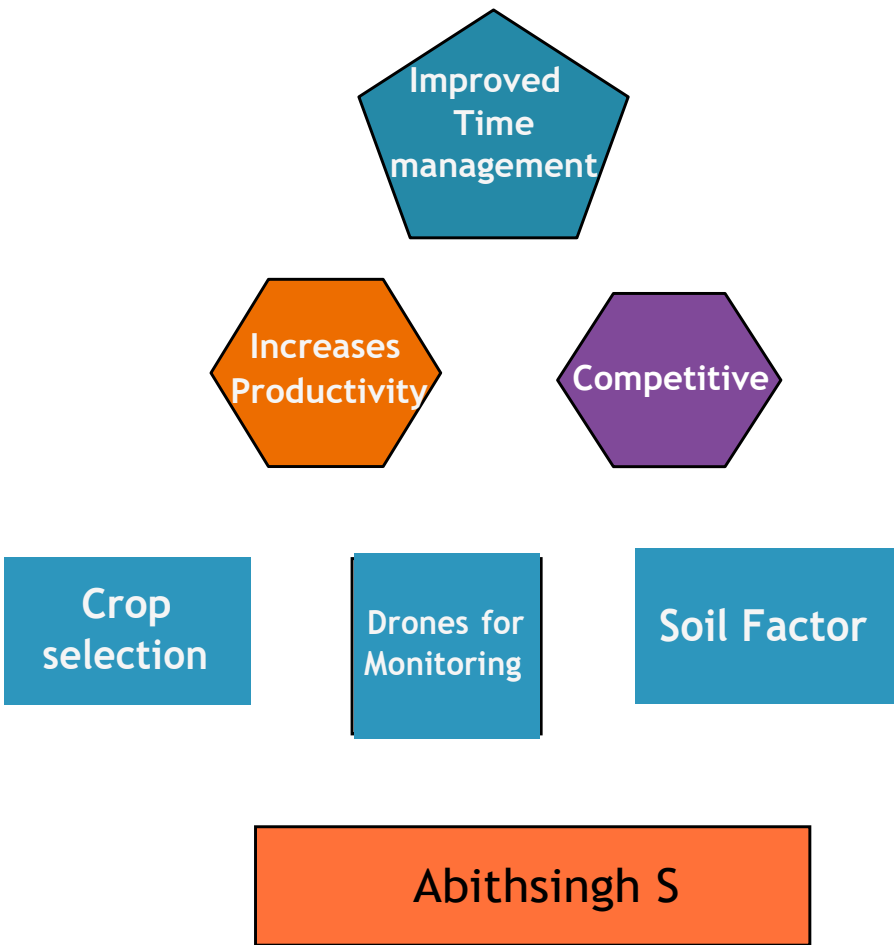 Improved
Time
management
Increases
Productivity
Competitive
Crop
selection
Drones for
Monitoring
Soil Factor
Abithsingh S